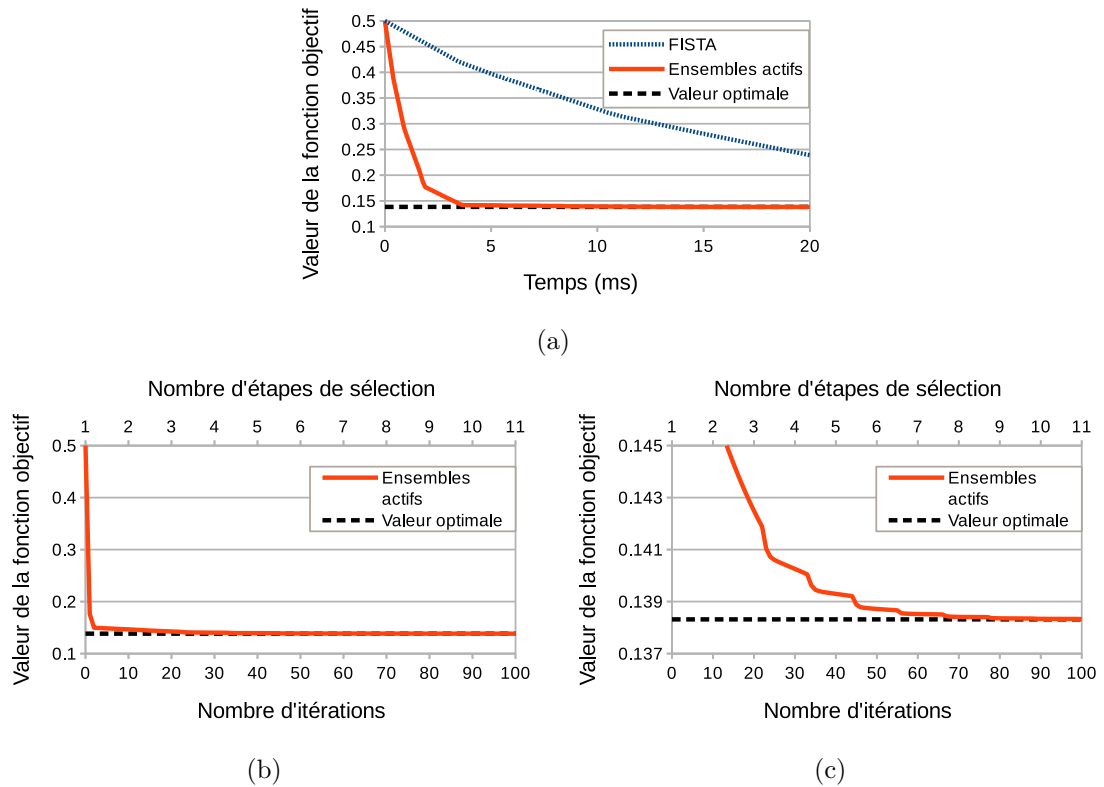 Valeur de la fonction objectif
0.5
0.45
0.4
0.35
0.3
0.25
0.2
0.15
0.1
FISTA
Ensembles actifs
Valeur optimale
0 5 10 15 20
Temps (ms)
(a)
Nombre d'étapes de sélection
1 2 3 4 5 6 7 8 9 10 11
Valeur de la fonction objectif
0.5
0.4
0.3
0.2
0.1
Ensembles
actifs
Valeur optimale
0 10 20 30 40 50 60 70 80 90 100
Nombre d'itérations
(b)
Nombre d'étapes de sélection
1 2 3 4 5 6 7 8 9 10 11
Valeur de la fonction objectif
0.145
0.143
0.141
0.139
0.137
Ensembles
actifs
Valeur optimale
0 10 20 30 40 50 60 70 80 90 100
Nombre d'itérations
(c)